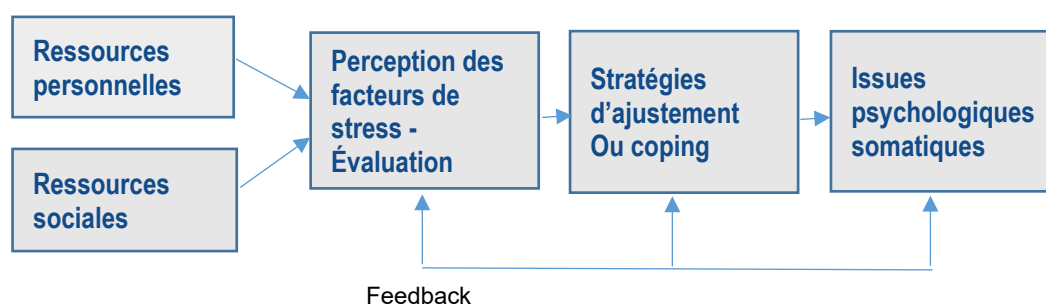 Ressources
personnelles
Ressources
sociales
Perception des
facteurs de
stress -
Évaluation
Stratégies
d’ajustement
Ou coping
Issues
psychologiques
somatiques
Feedback